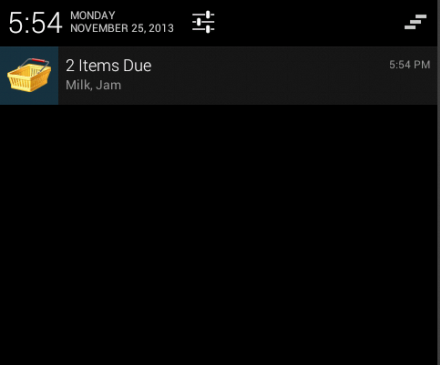 5:54 MONDAY
NOVEMBER 25, 2013
2 Items Due
5:54 PM
Milk, Jam